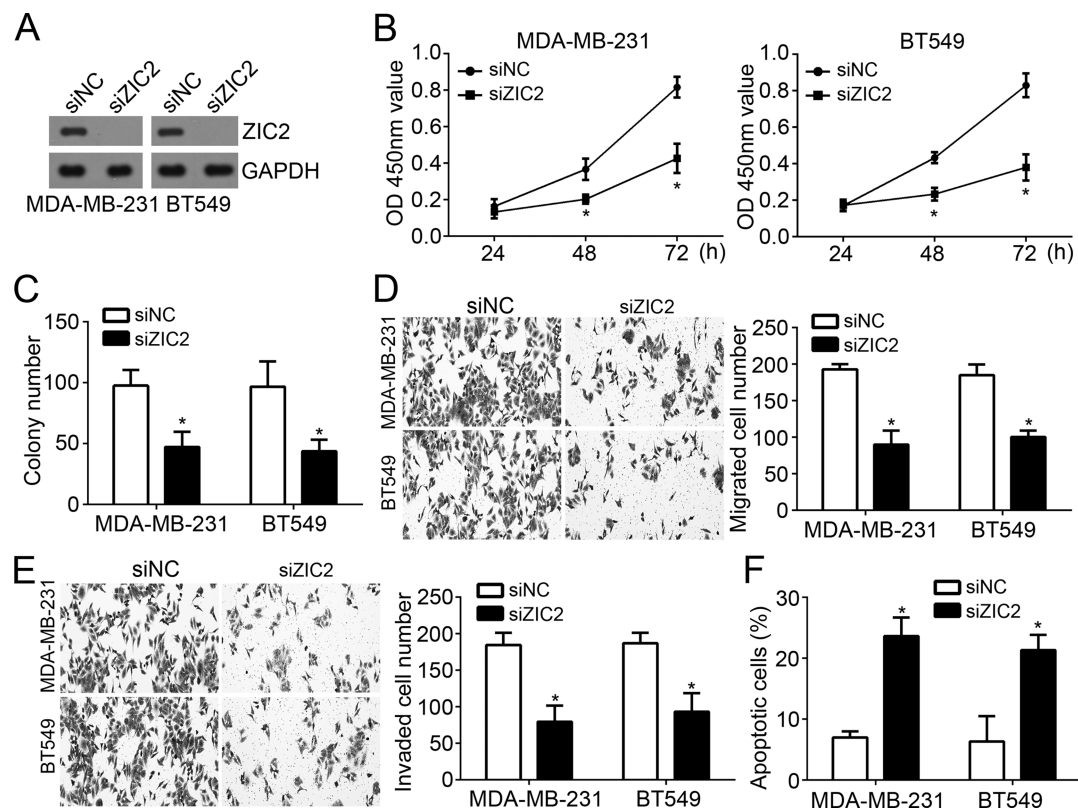 A
siNC
siZIC2
siNC
siZIC2
ZIC2
GAPDH
MDA-MB-231 BT549
B
MDA-MB-231
siNC
siZIC2
OD 450nm value
1.0
0.8
0.6
0.4
0.2
0.0
*
*
24 48 72 (h)
BT549
siNC
siZIC2
OD 450nm value
1.0
0.8
0.6
0.4
0.2
0.0
*
*
24 48 72 (h)
C
siNC
siZIC2
Colony number
150
100
50
0
*
*
MDA-MB-231 BT549
D
siNC siZIC2
MDA-MB-231
BT549
siNC
siZIC2
Migrated cell number
250
200
150
100
50
0
*
*
MDA-MB-231 BT549
E
siNC siZIC2
MDA-MB-231
BT549
siNC
siZIC2
Invaded cell number
250
200
150
100
50
0
*
*
MDA-MB-231 BT549
F
siNC
siZIC2
Apoptotic cells (%)
30
20
10
0
*
*
MDA-MB-231 BT549